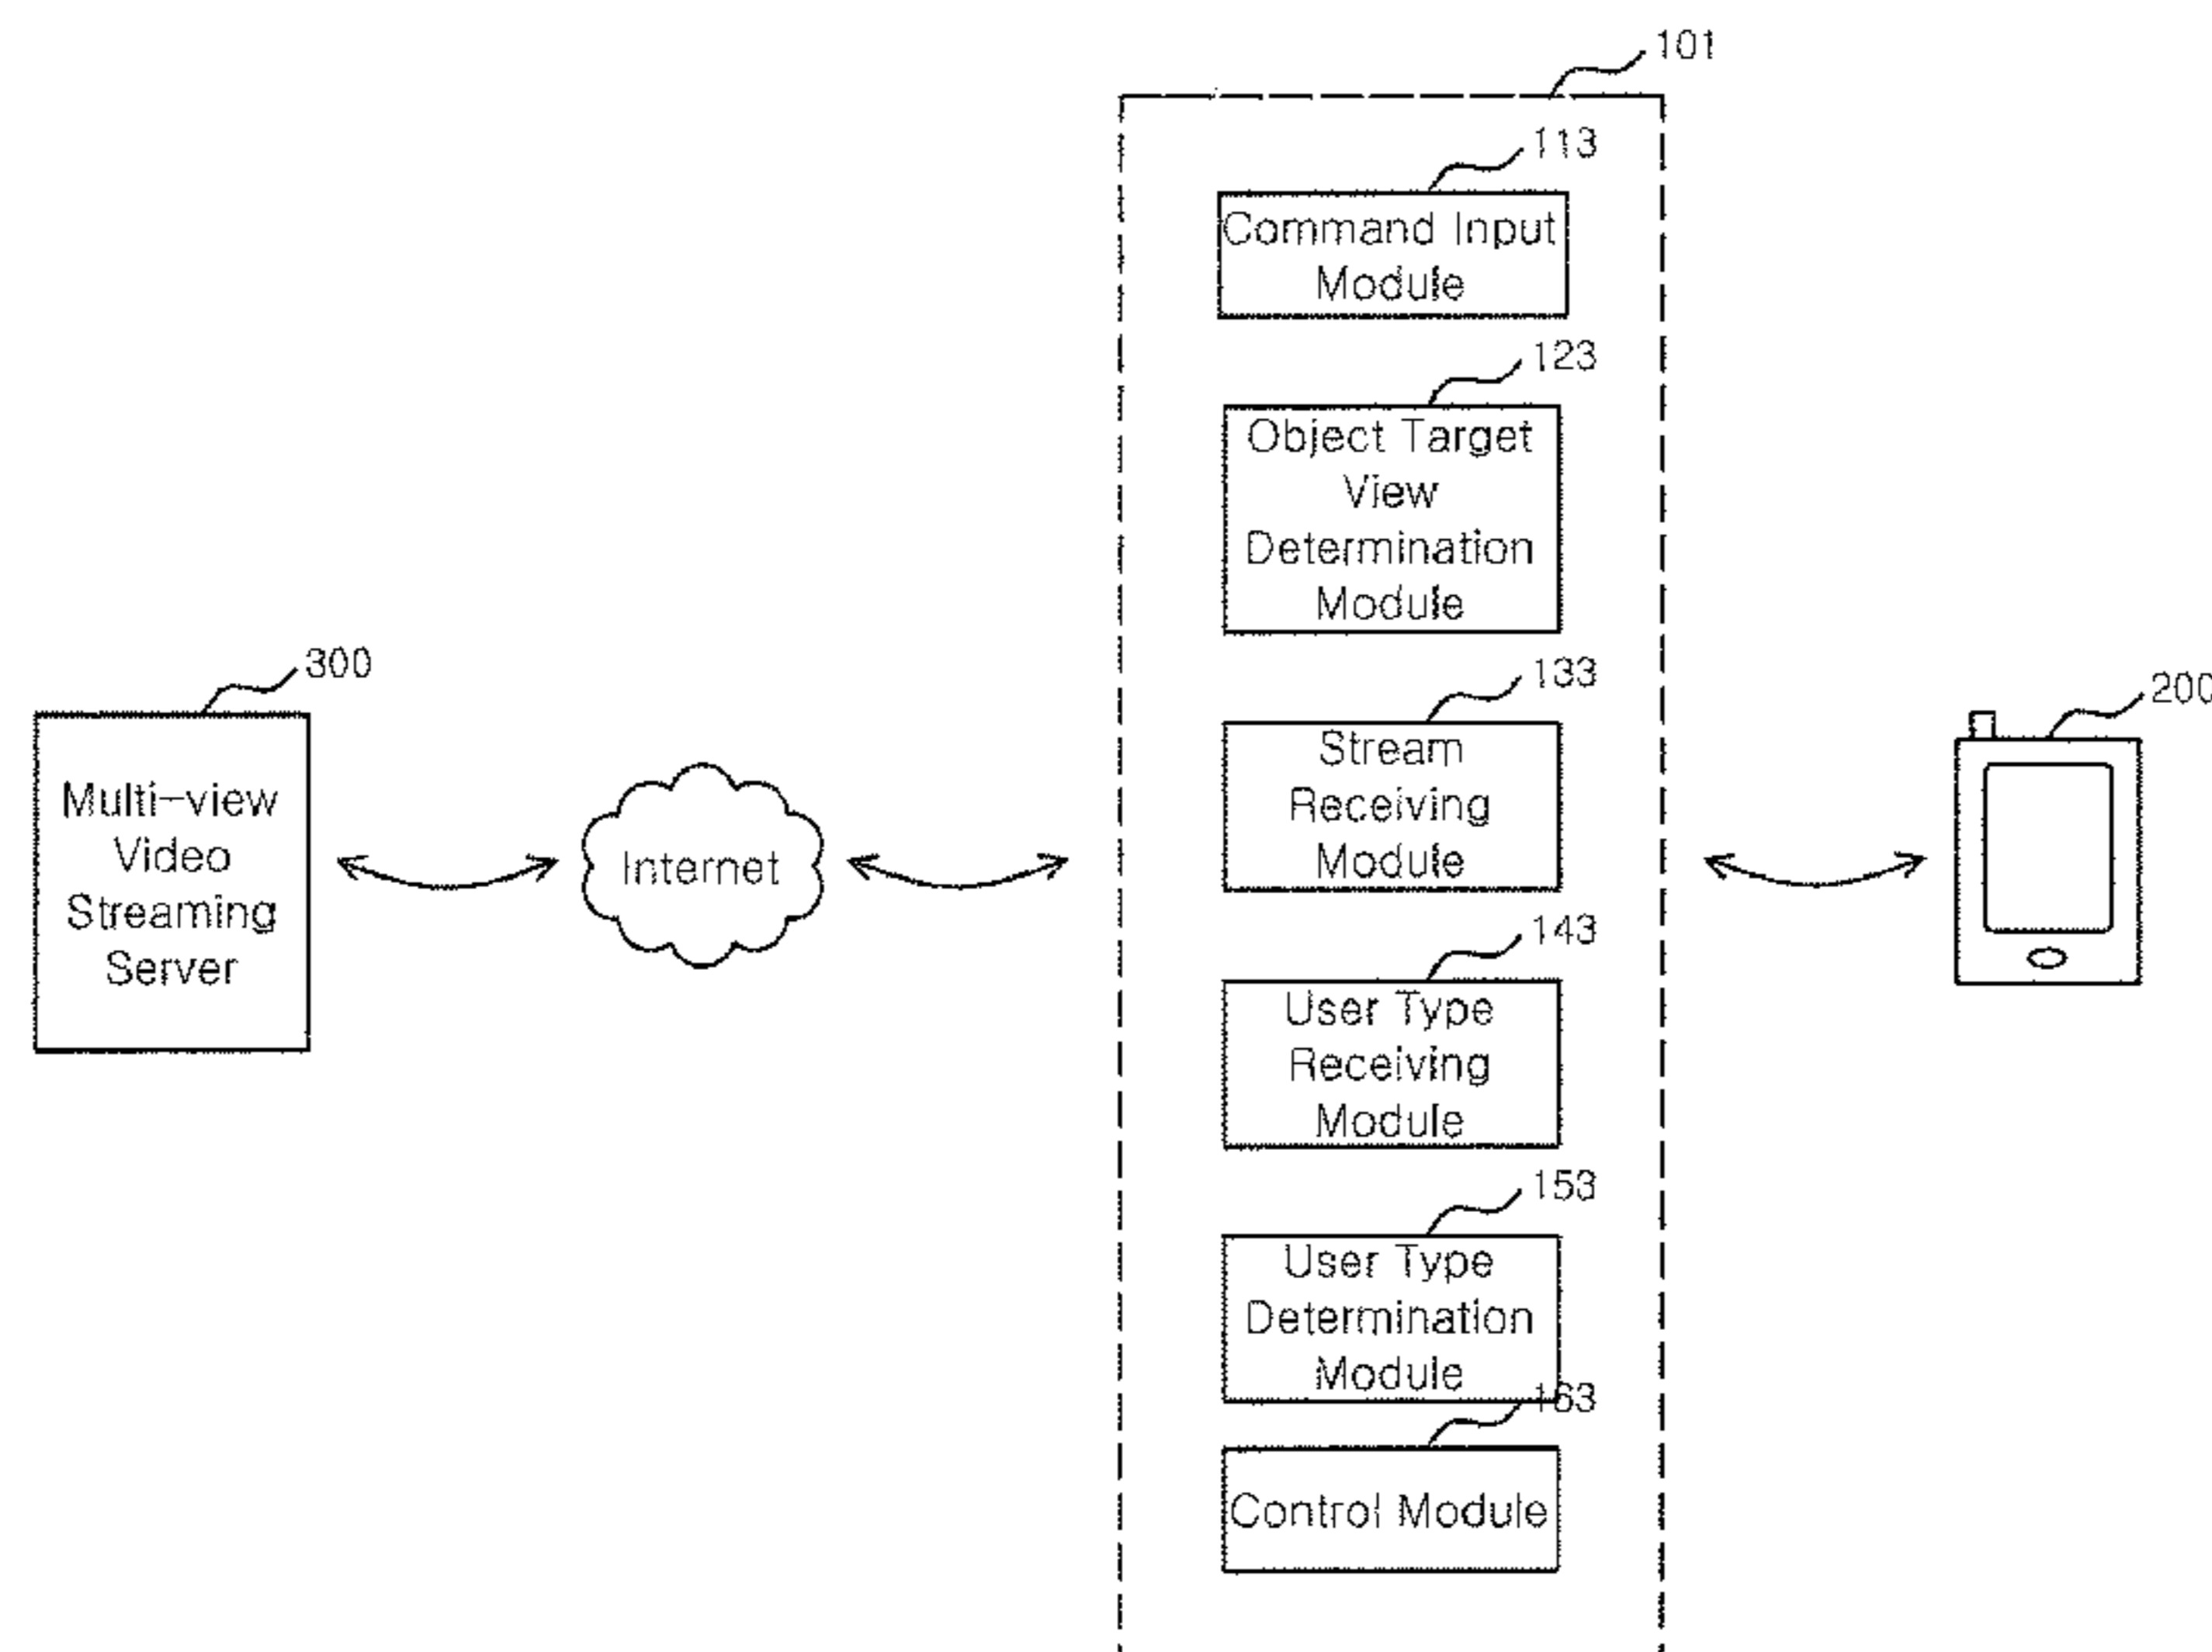 101
113
Command Input
Module
123
Object Target
View
Determination
Module
300
Multi-view
Video
Streaming
Server
Internet
133
Stream
Receiving
Module
200
143
User Type
Receiving
Module
153
User Type
Determination
Module
163
Control Module